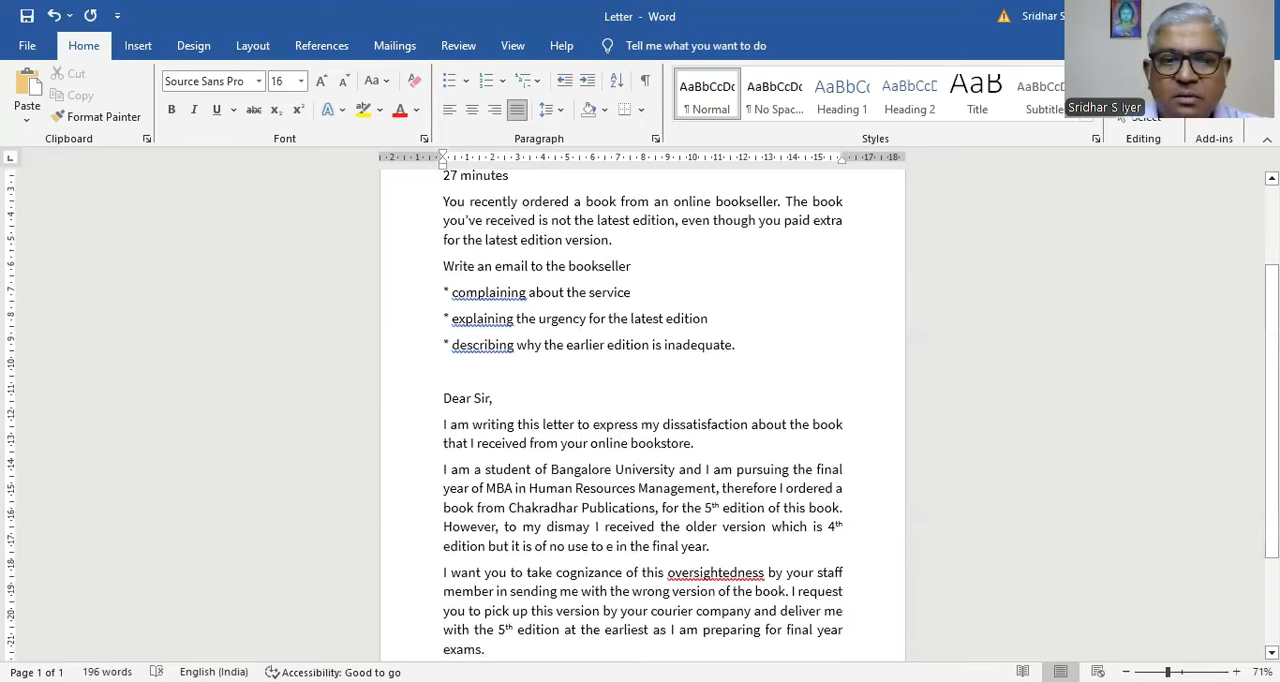 Letter - Word
Sridhar S
File Home Insert Design Layout References Mailings Review View Help Tell me what you want to do
Paste
Cut
Copy
Format Painter
Clipboard
Source Sans Pro 16
Font
Paragraph
AaBbCcDc AaBbCcDc AaBbCcD AaBbCcD AaB AaBbCcD
¶ Normal ¶ No Spac... Heading 1 Heading 2 Title Subtitle
Styles
Select
Editing
Add-ins
Sridhar S iyer
27 minutes
You recently ordered a book from an online bookseller. The book
you've received is not the latest edition, even though you paid extra
for the latest edition version.
Write an email to the bookseller
* complaining about the service
* explaining the urgency for the latest edition
* describing why the earlier edition is inadequate.
Dear Sir,
I am writing this letter to express my dissatisfaction about the book
that I received from your online bookstore.
I am a student of Bangalore University and I am pursuing the final
year of MBA in Human Resources Management, therefore I ordered a
book from Chakradhar Publications, for the 5th edition of this book.
However, to my dismay I received the older version which is 4th
edition but it is of no use to e in the final year.
I want you to take cognizance of this oversightedness by your staff
member in sending me with the wrong version of the book. I request
you to pick up this version by your courier company and deliver me
with the 5th edition at the earliest as I am preparing for final year
exams.
Page 1 of 1 196 words English (India) Accessibility: Good to go 71%